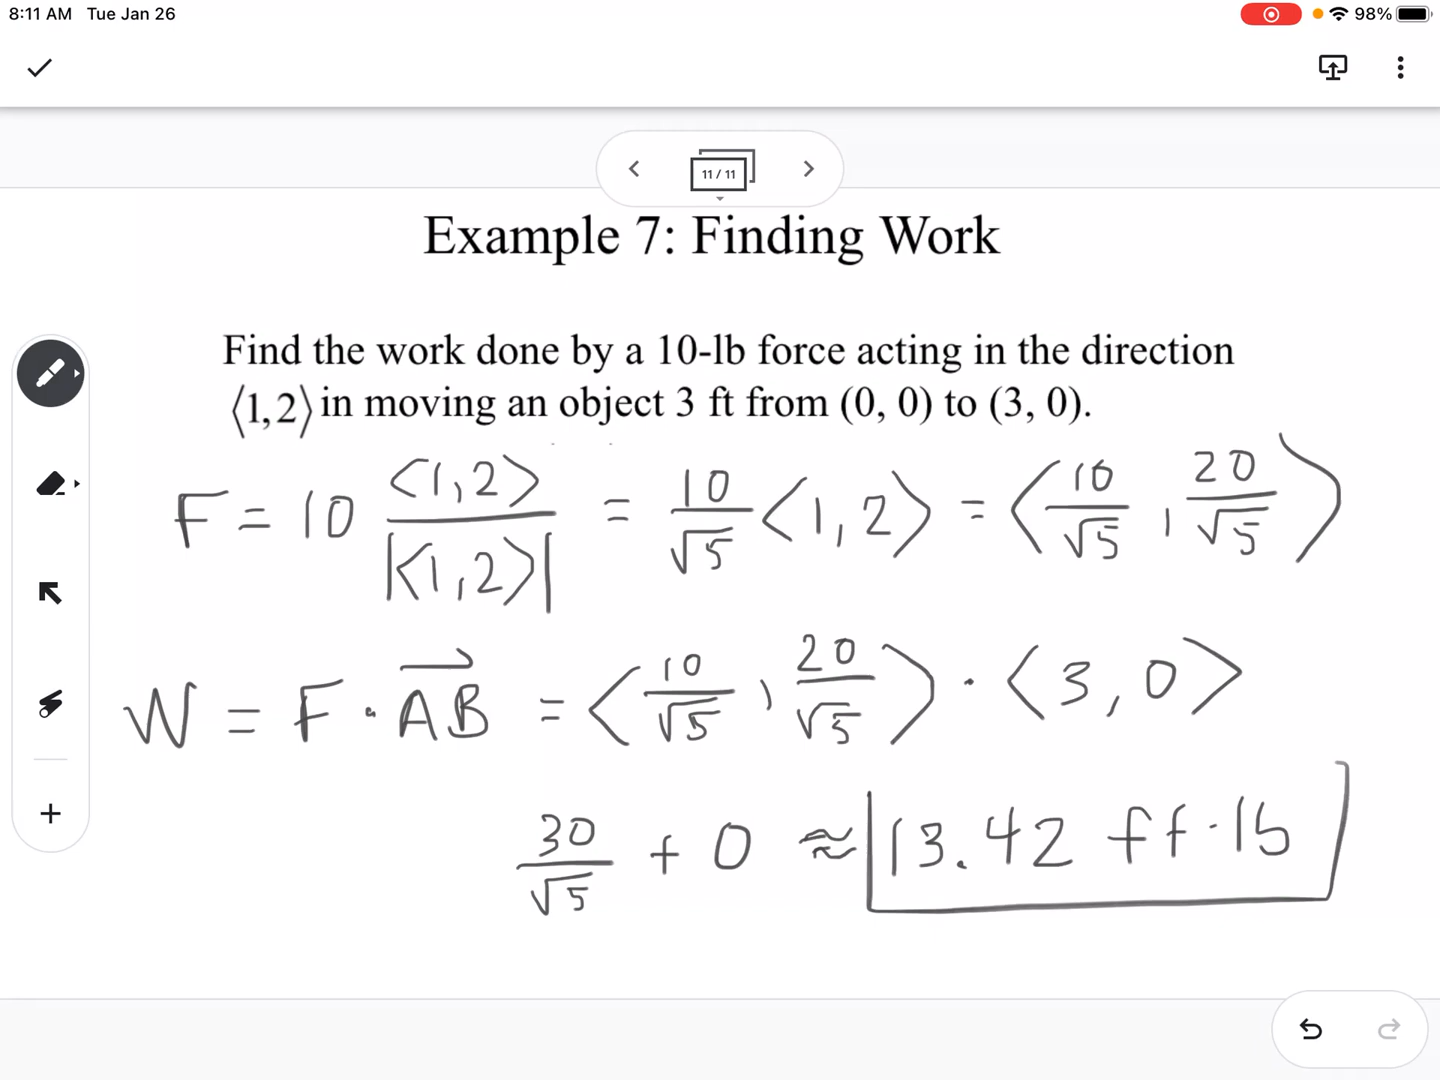 8:11 AM Tue Jan 26 98%
11 / 11
Example 7: Finding Work
Find the work done by a 10-lb force acting in the direction
⟨1,2⟩ in moving an object 3 ft from (0, 0) to (3, 0).
F = 10 <1,2>/|<1,2>| = 10/√5 <1, 2> = <10/√5, 20/√5>
W = F · \overrightarrow{AB} = <10/√5, 20/√5> · <3, 0>
30/√5 + 0 ≈ 13.42 ft·lb